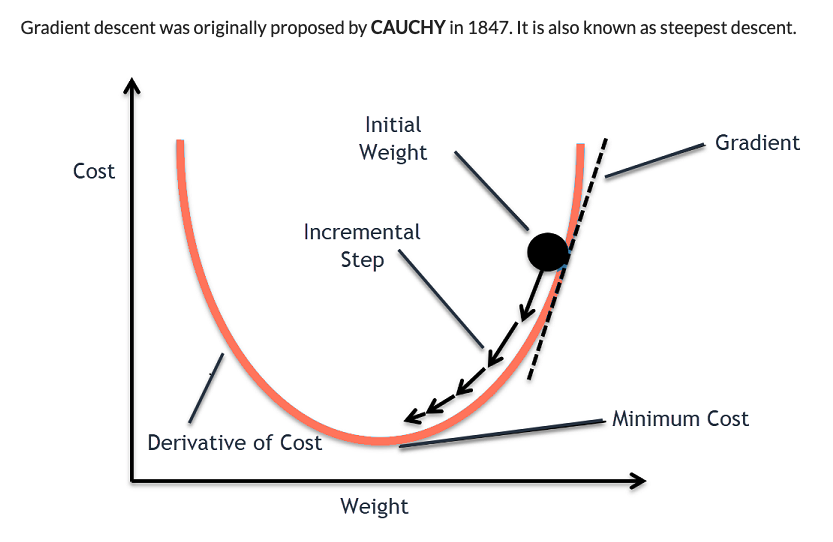 Gradient descent was originally proposed by CAUCHY in 1847. It is also known as steepest descent.
Initial
Weight
Gradient
Cost
Incremental
Step
Minimum Cost
Derivative of Cost
Weight